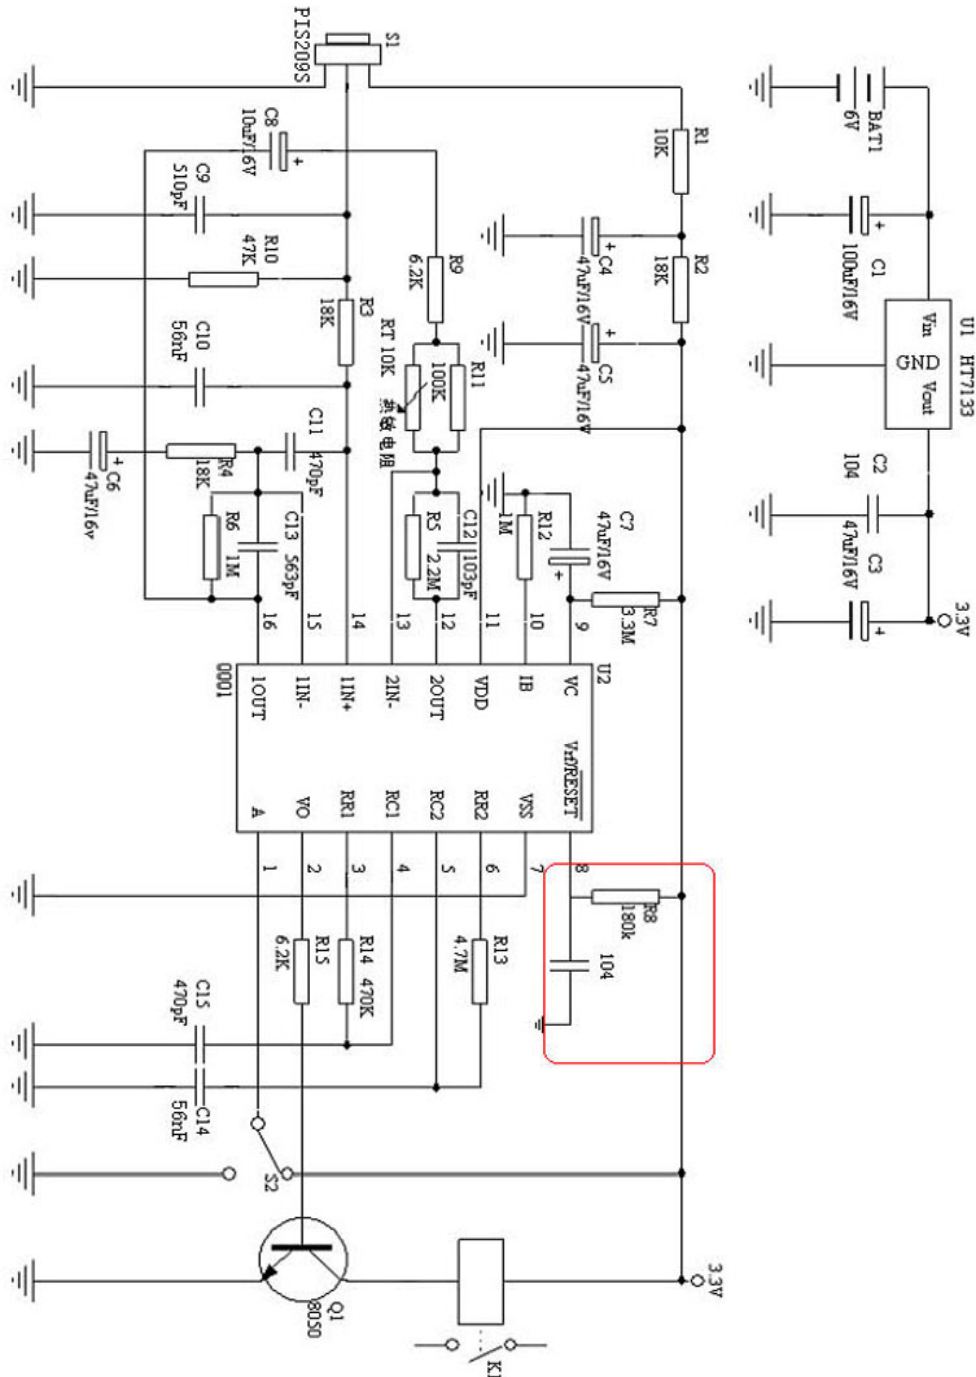 S1
PIS209S
C8
10uF/16V
C9
510pF
R10
47K
C10
56nF
R3
18K
R9
6.2K
RT 10K
热敏电阻
100K
R11
R1
10K
R2
18K
C4
47uF/16V
C5
47uF/16V
BAT1
6V
C1
100uF/16V
U1 HT7133
Vin
GND
Vout
C2
104
C3
47uF/16V
3.3V
C6
47uF/16v
R4
18K
C11
470pF
R6
1M
C13
563pF
R5
2.2M
C12
103pF
R12
1M
C7
47uF/16V
R7
3.3M
16
15
14
13
12
11
10
9
U2
0001
1OUT
1IN-
1IN+
2IN-
2OUT
VDD
IB
VC
A
VO
RR1
RC1
RC2
RR2
VSS
Vrf/RESET
1
2
3
4
5
6
7
8
R8
180k
104
R15
6.2K
R14
470K
R13
4.7M
C15
470pF
C14
56nF
S2
Q1
8050
K1
3.3V